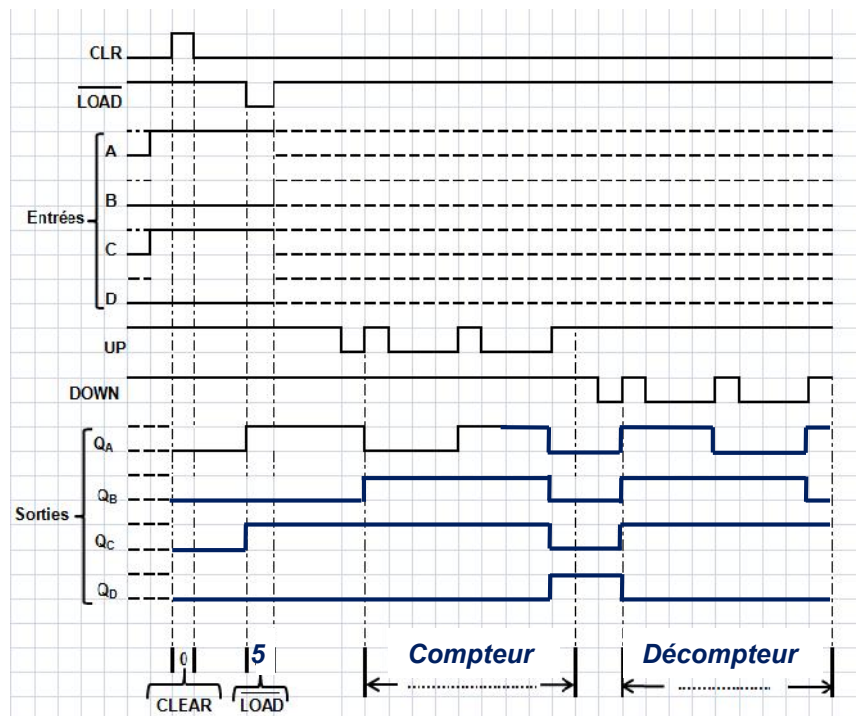 CLR
LOAD
A
B
Entrées
C
D
UP
DOWN
QA
QB
Sorties
QC
QD
0 5 Compteur Décompteur
CLEAR LOAD